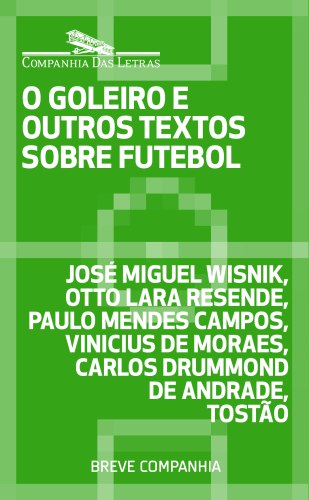 COMPANHIA DAS LETRAS
O GOLEIRO E
OUTROS TEXTOS
SOBRE FUTEBOL
JOSÉ MIGUEL WISNIK,
OTTO LARA RESENDE,
PAULO MENDES CAMPOS,
VINICIUS DE MORAES,
CARLOS DRUMMOND
DE ANDRADE,
TOSTÃO
BREVE COMPANHIA